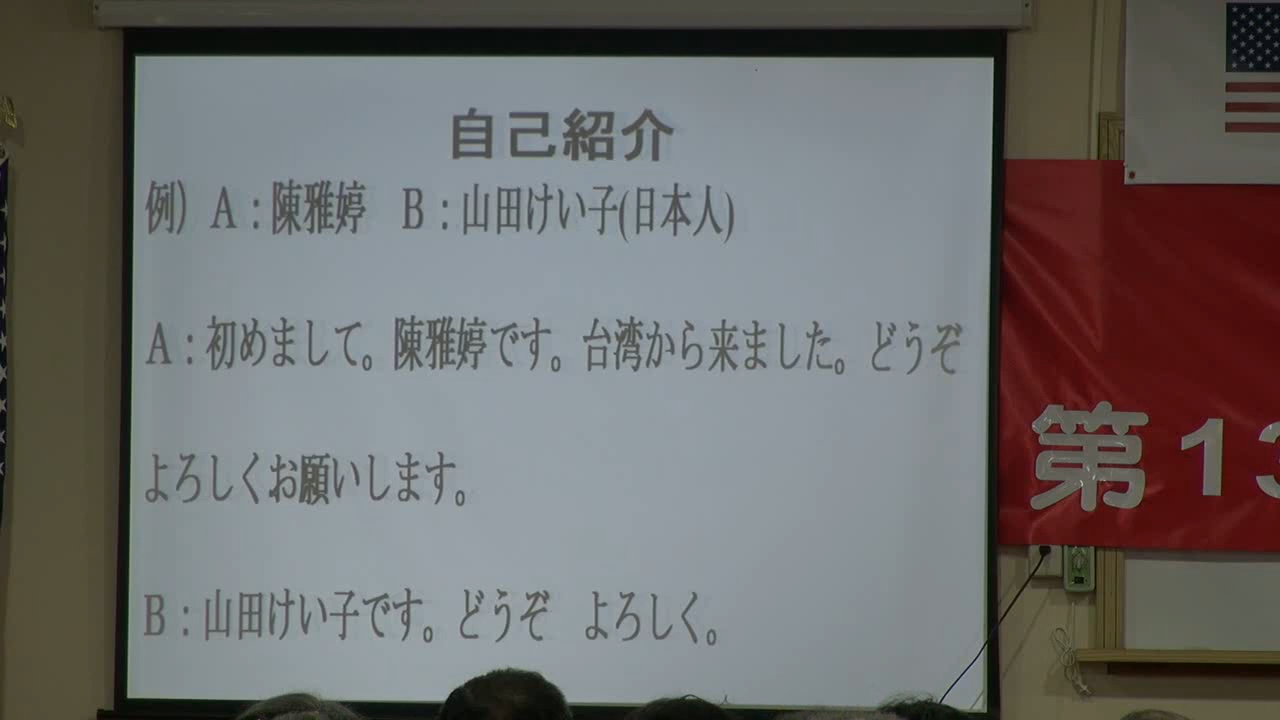 自己紹介
例）A：陳雅婷　B：山田けい子(日本人)
A：初めまして。陳雅婷です。台湾から来ました。どうぞ
よろしくお願いします。
B：山田けい子です。どうぞ　よろしく。
第13